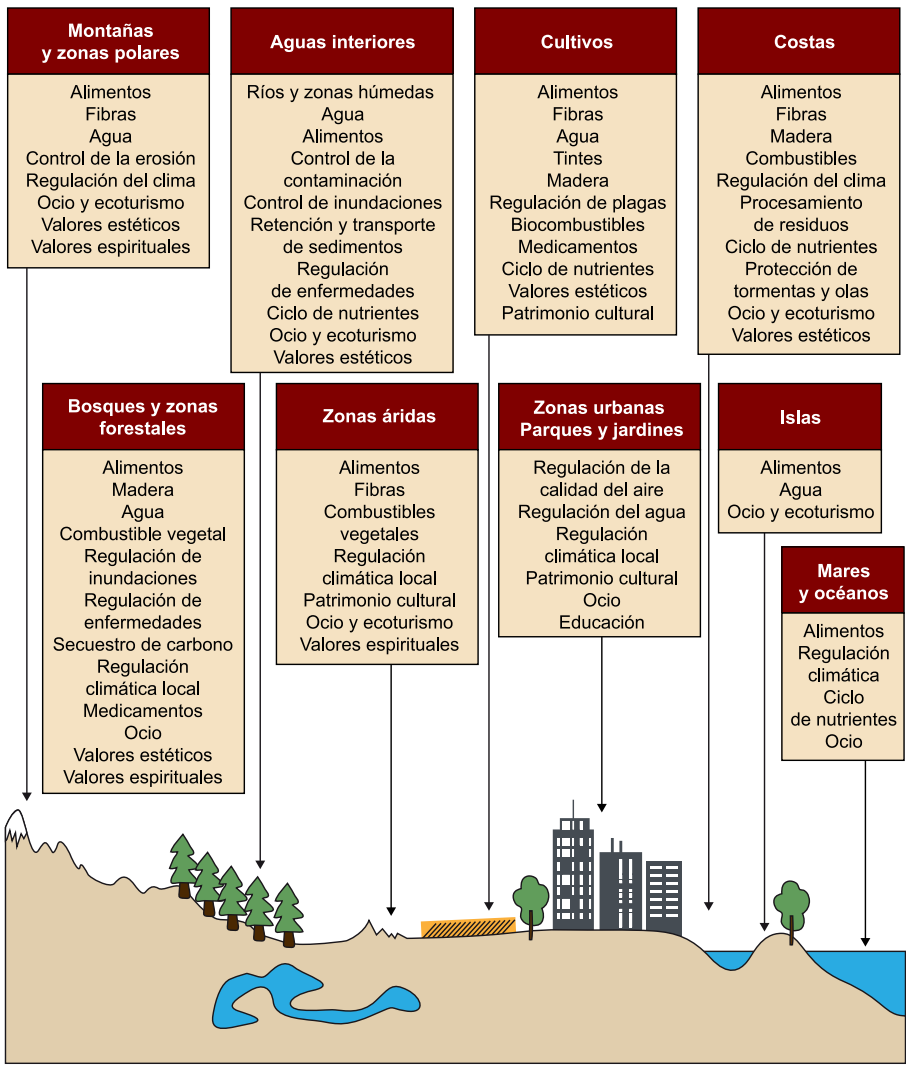 Montañas
y zonas polares
Alimentos
Fibras
Agua
Control de la erosión
Regulación del clima
Ocio y ecoturismo
Valores estéticos
Valores espirituales
Aguas interiores
Ríos y zonas húmedas
Agua
Alimentos
Control de la
contaminación
Control de inundaciones
Retención y transporte
de sedimentos
Regulación
de enfermedades
Ciclo de nutrientes
Ocio y ecoturismo
Valores estéticos
Cultivos
Alimentos
Fibras
Agua
Tintes
Madera
Regulación de plagas
Biocombustibles
Medicamentos
Ciclo de nutrientes
Valores estéticos
Patrimonio cultural
Costas
Alimentos
Fibras
Madera
Combustibles
Regulación del clima
Procesamiento
de residuos
Ciclo de nutrientes
Protección de
tormentas y olas
Ocio y ecoturismo
Valores estéticos
Bosques y zonas
forestales
Alimentos
Madera
Agua
Combustible vegetal
Regulación de
inundaciones
Regulación de
enfermedades
Secuestro de carbono
Regulación
climática local
Medicamentos
Ocio
Valores estéticos
Valores espirituales
Zonas áridas
Alimentos
Fibras
Combustibles
vegetales
Regulación
climática local
Patrimonio cultural
Ocio y ecoturismo
Valores espirituales
Zonas urbanas
Parques y jardines
Regulación de la
calidad del aire
Regulación del agua
Regulación
climática local
Patrimonio cultural
Ocio
Educación
Islas
Alimentos
Agua
Ocio y ecoturismo
Mares
y océanos
Alimentos
Regulación
climática
Ciclo
de nutrientes
Ocio